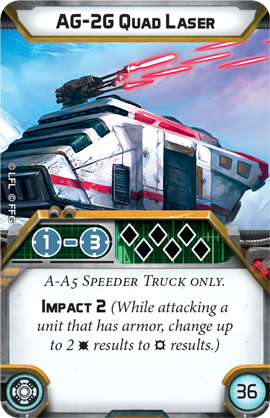 AG-2G Quad Laser
© LFL © FFG
1 – 3
A-A5 Speeder Truck only.
Impact 2 (While attacking a
unit that has armor, change up
to 2 results to results.)
36